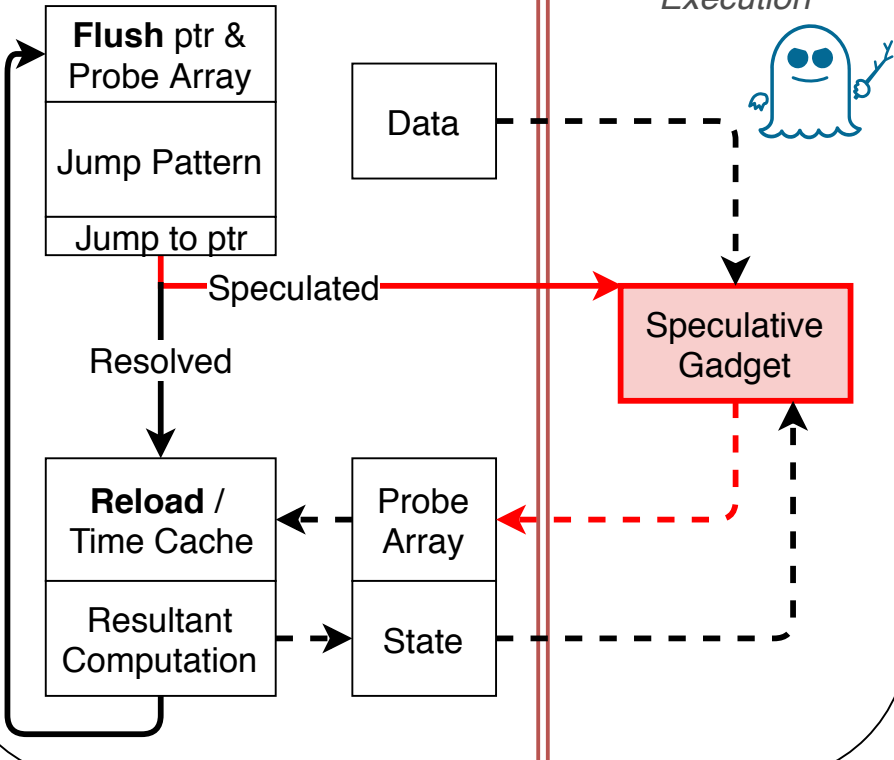 Execution
Flush ptr &
Probe Array
Data
Jump Pattern
Jump to ptr
Speculated
Speculative
Gadget
Resolved
Reload /
Time Cache
Probe
Array
Resultant
Computation
State